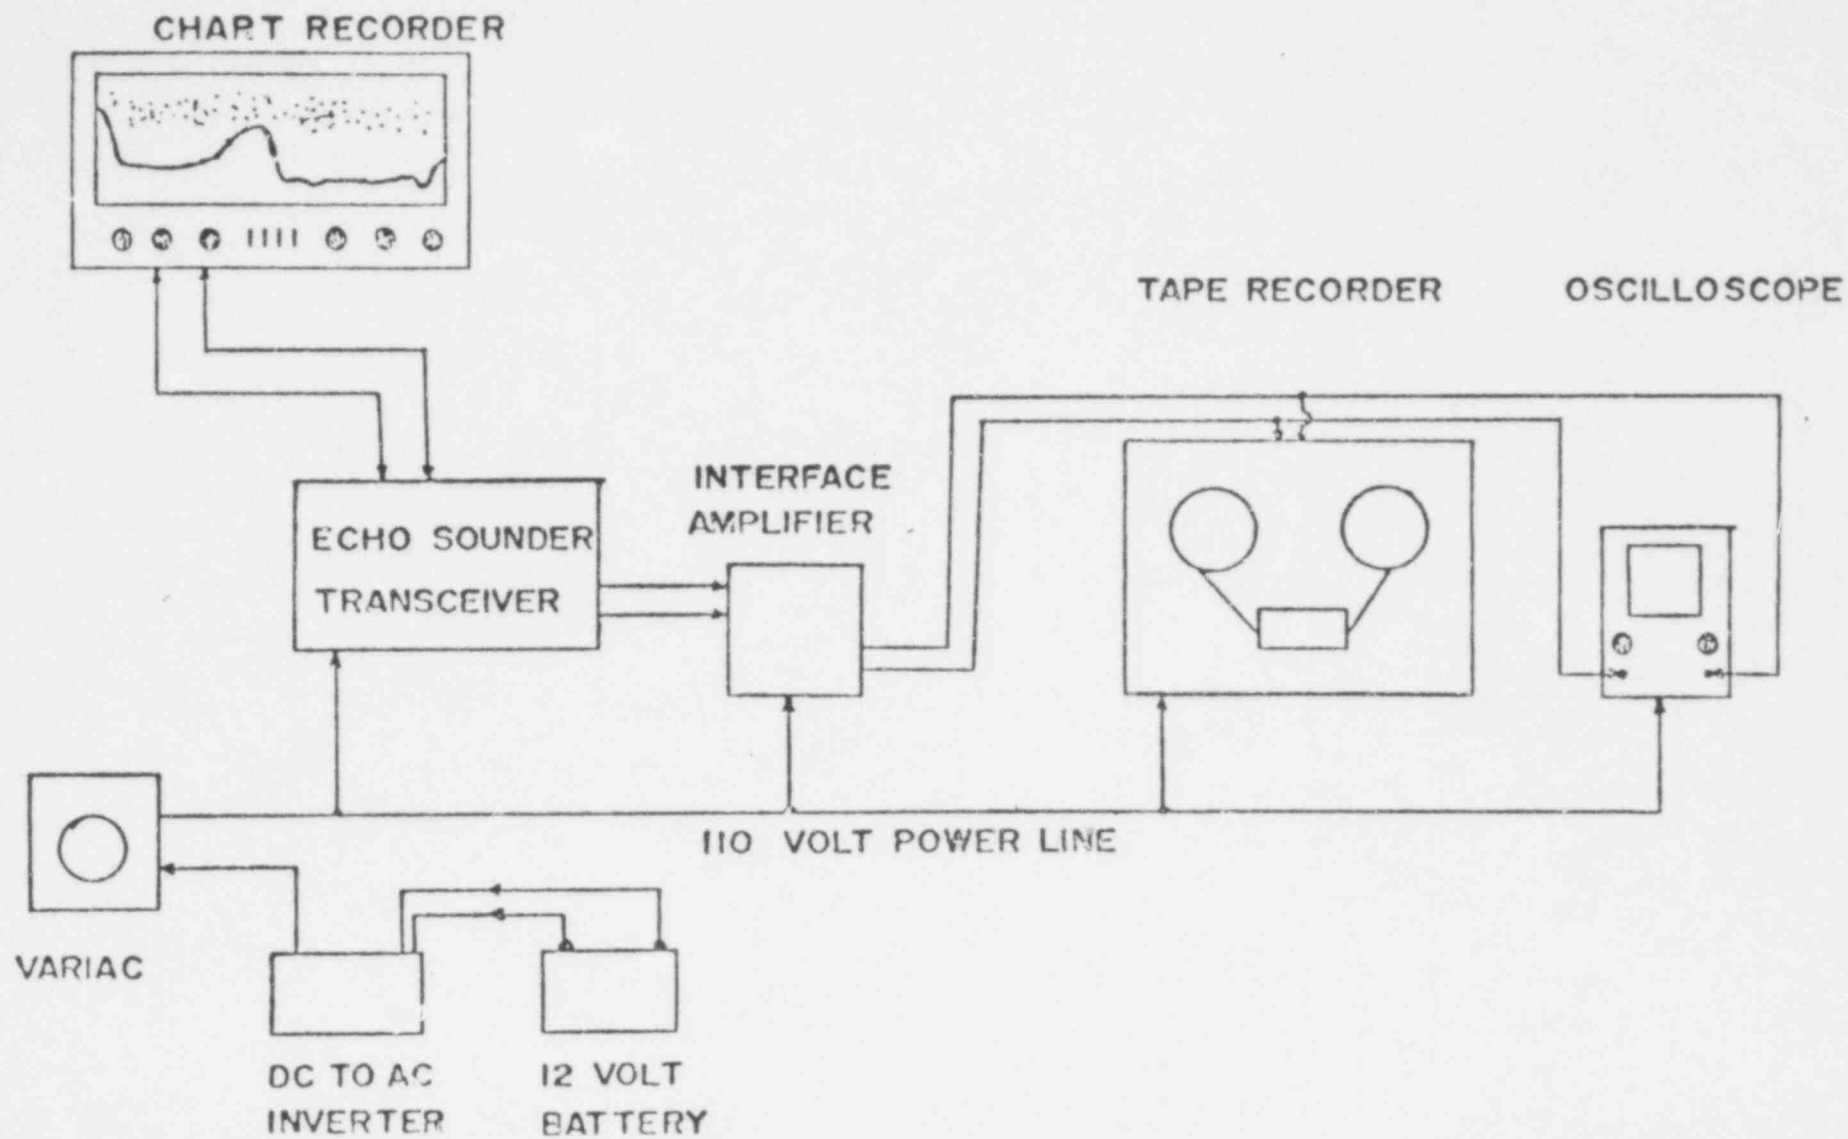 CHART RECORDER
TAPE RECORDER
OSCILLOSCOPE
INTERFACE
AMPLIFIER
ECHO SOUNDER
TRANSCEIVER
110 VOLT POWER LINE
VARIAC
DC TO AC
INVERTER
12 VOLT
BATTERY